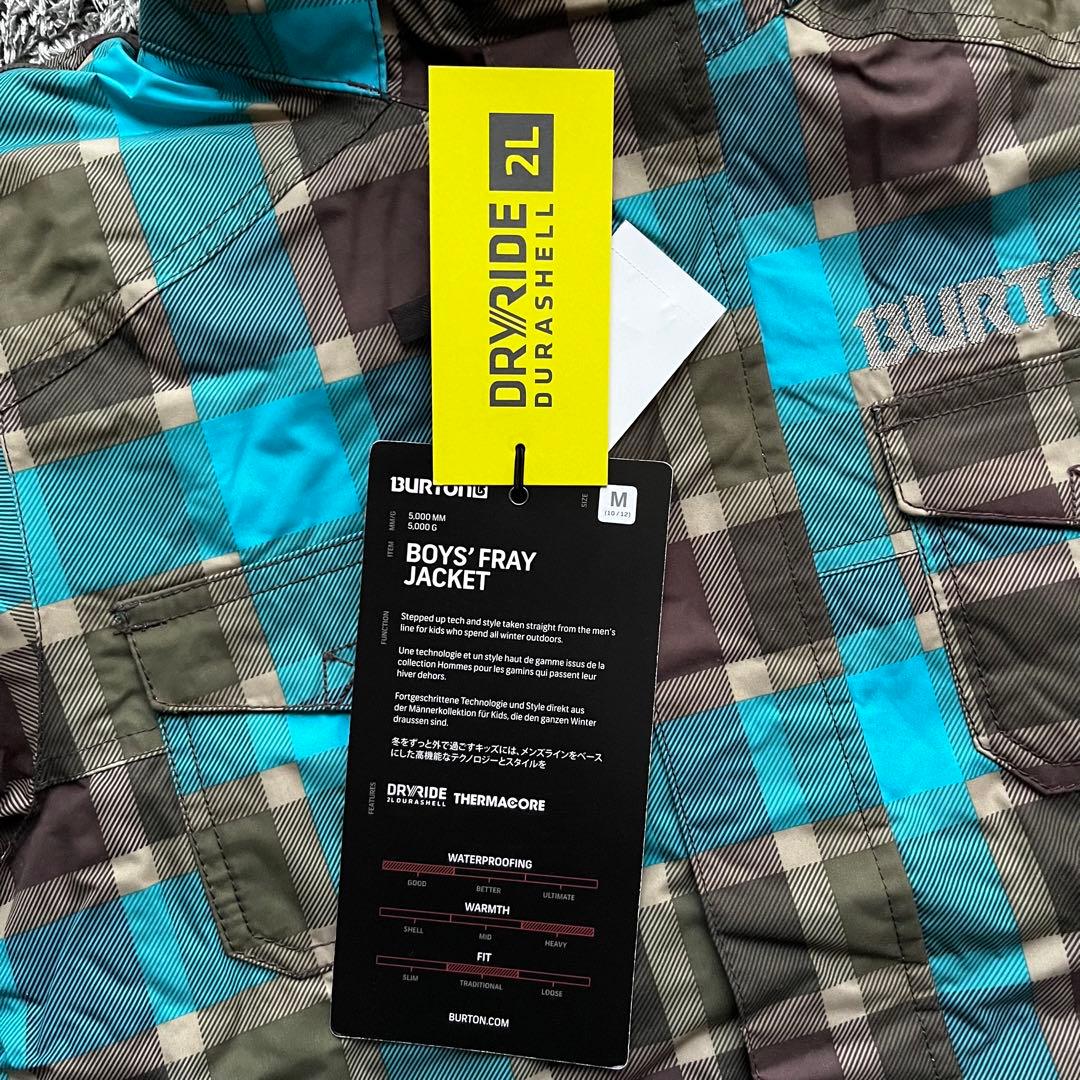 DRYRIDE 2L
DURASHELL
BURTON
BURTON
SIZE
M
(10/12)
MM/G
5,000 MM
5,000 G
ITEM
BOYS' FRAY
JACKET
FUNCTION
Stepped up tech and style taken straight from the men's
line for kids who spend all winter outdoors.
Une technologie et un style haut de gamme issus de la
collection Hommes pour les gamins qui passent leur
hiver dehors.
Fortgeschrittene Technologie und Style direkt aus
der Männerkollektion für Kids, die den ganzen Winter
draussen sind.
冬をずっと外で過ごすキッズには、メンズラインをベース
にした高機能なテクノロジーとスタイルを
FEATURES
DRYRIDE
2L DURASHELL
THERMACORE
WATERPROOFING
GOOD BETTER ULTIMATE
WARMTH
SHELL MID HEAVY
FIT
SLIM TRADITIONAL LOOSE
BURTON.COM